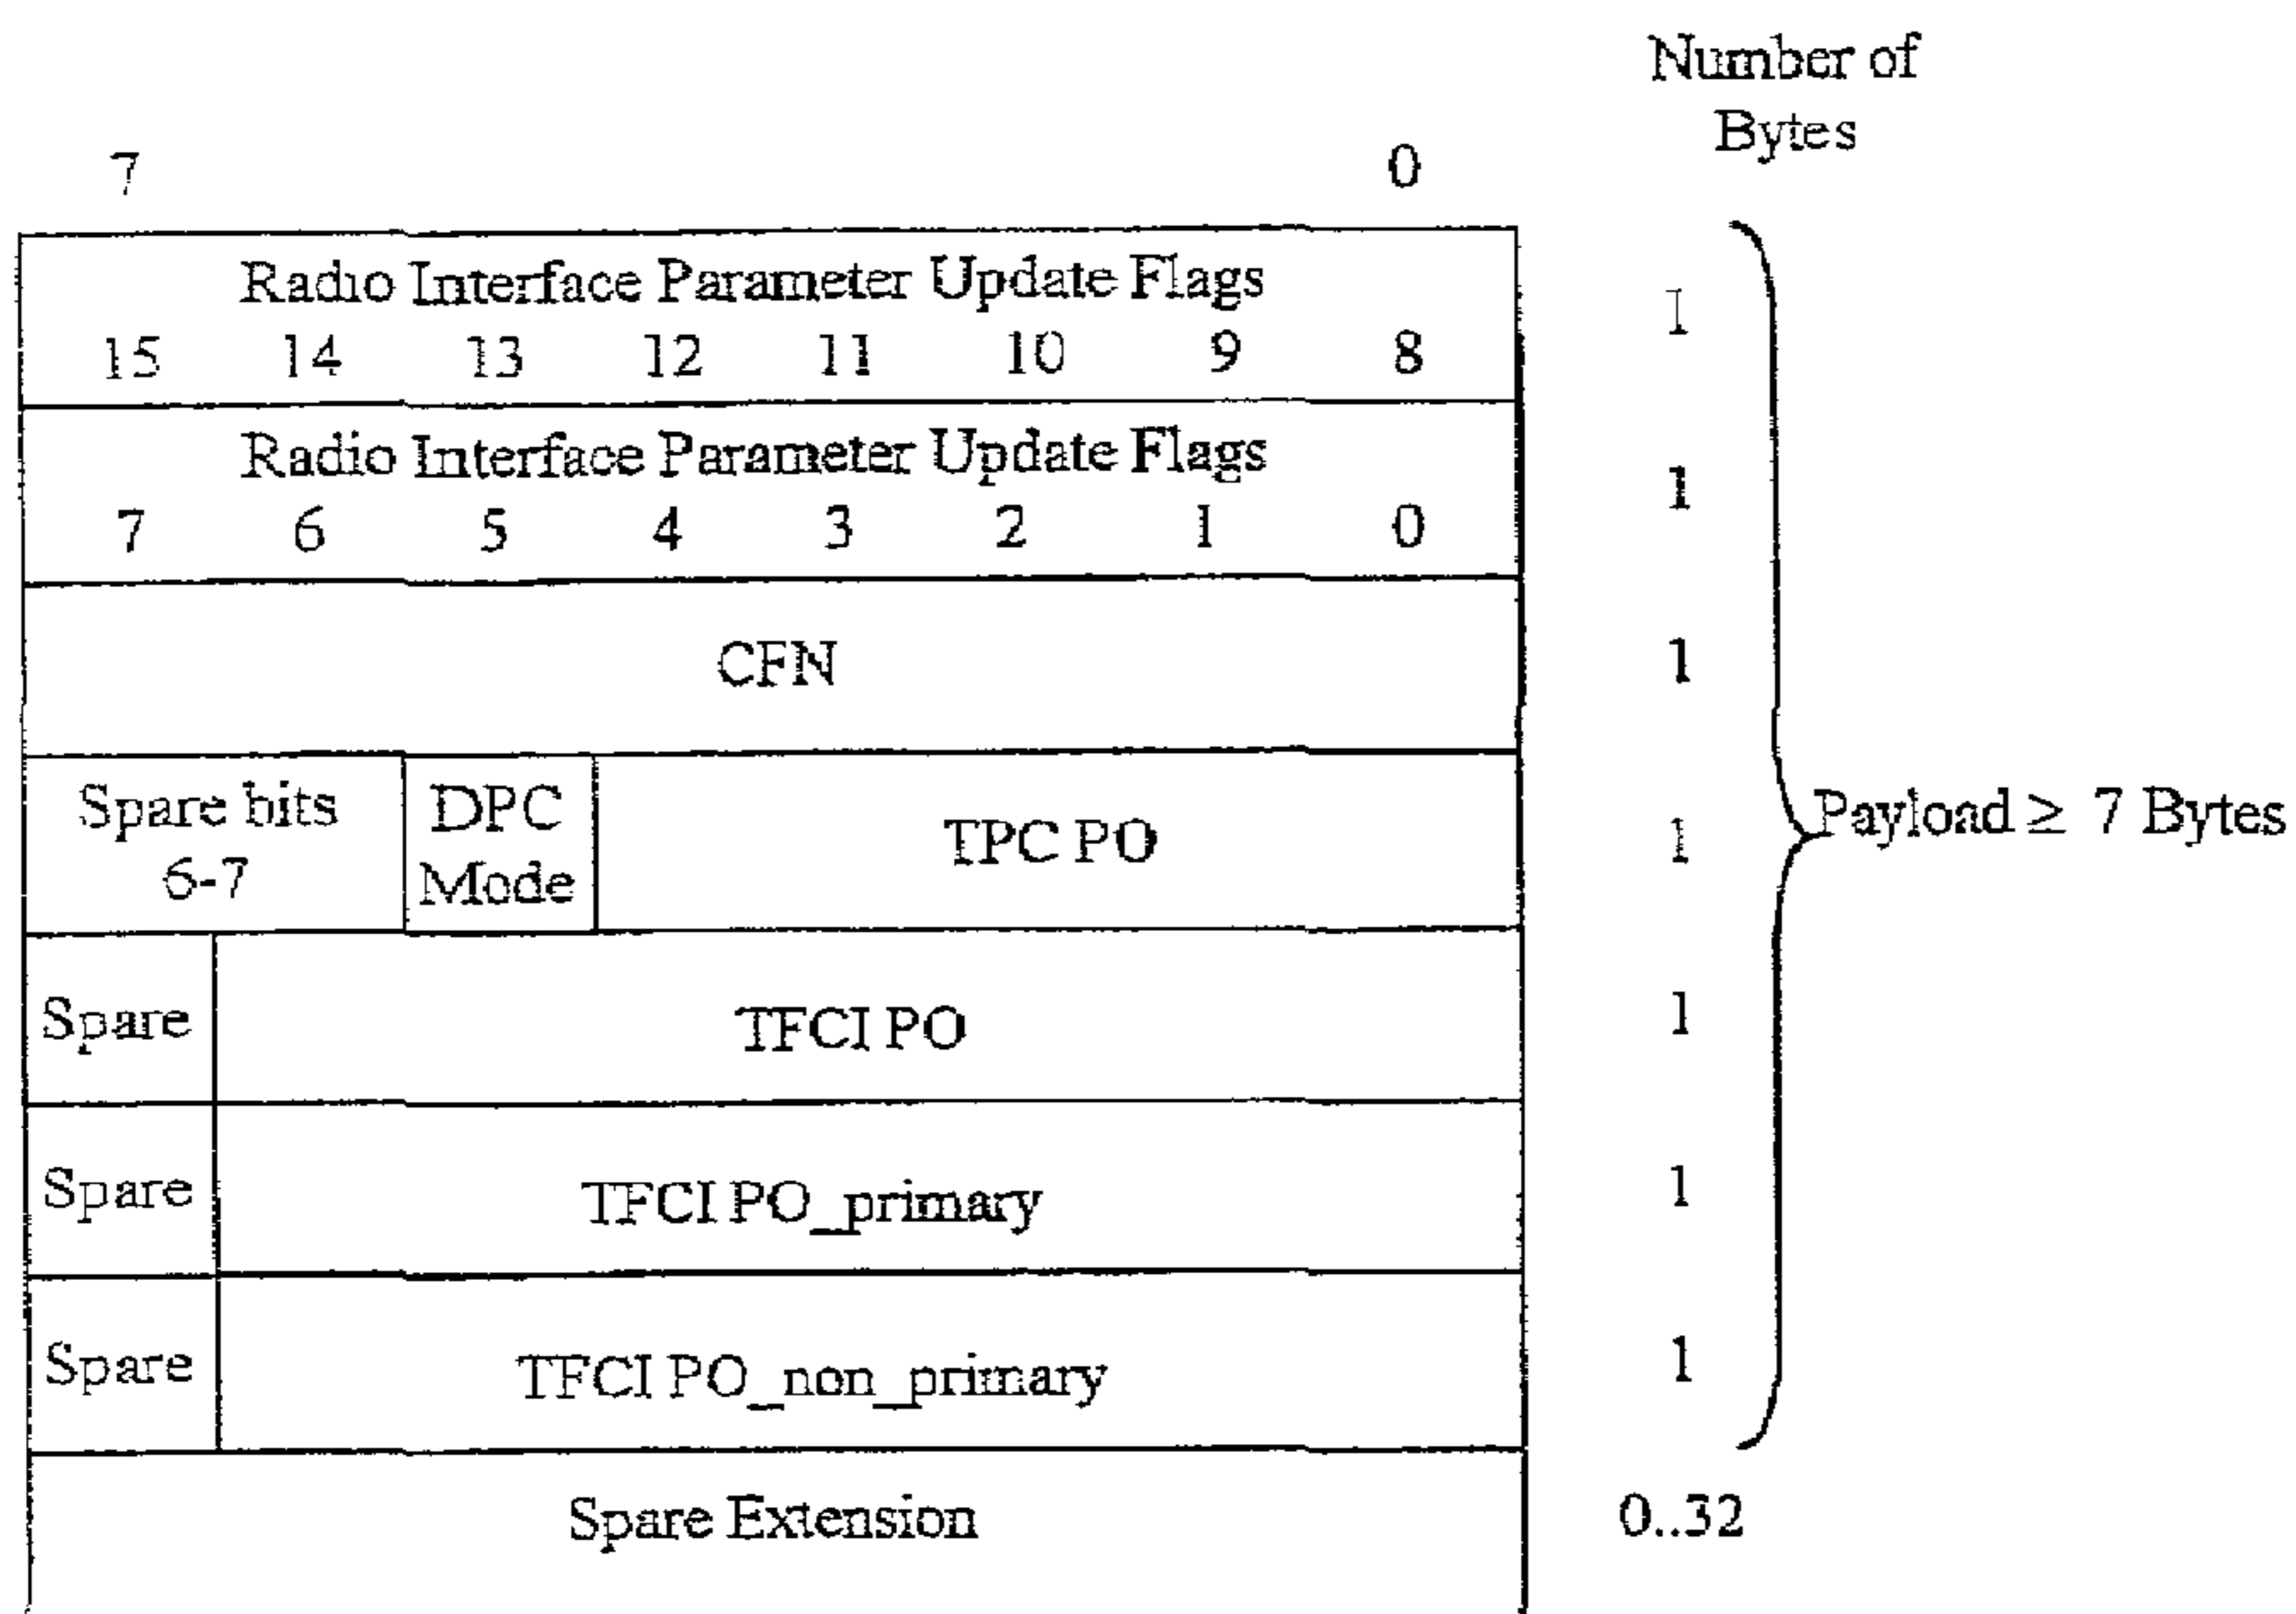 Number of
Bytes
7 0
Radio Interface Parameter Update Flags
1
15 14 13 12 11 10 9 8
Radio Interface Parameter Update Flags
1
7 6 5 4 3 2 1 0
CFN 1
Spare bits
6-7
DPC
Mode
TPC PO
1
Payload ≥ 7 Bytes
Spare TFCI PO 1
Spare TFCI PO_primary 1
Spare TFCI PO_non_primary 1
Spare Extension 0..32